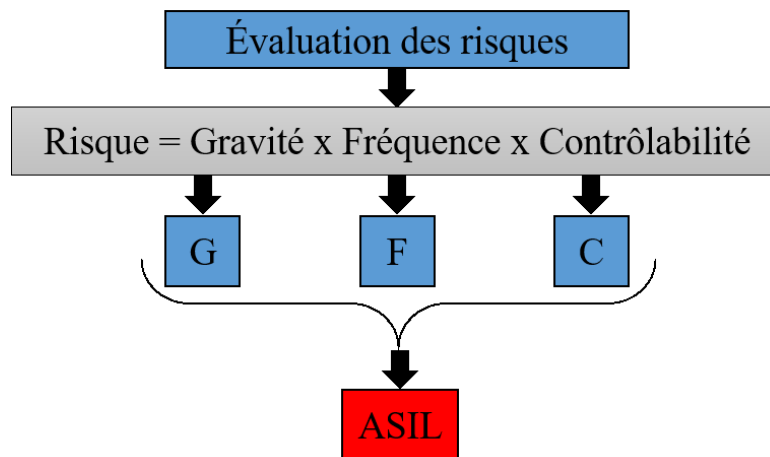 Évaluation des risques
Risque = Gravité x Fréquence x Contrôlabilité
G F C
ASIL